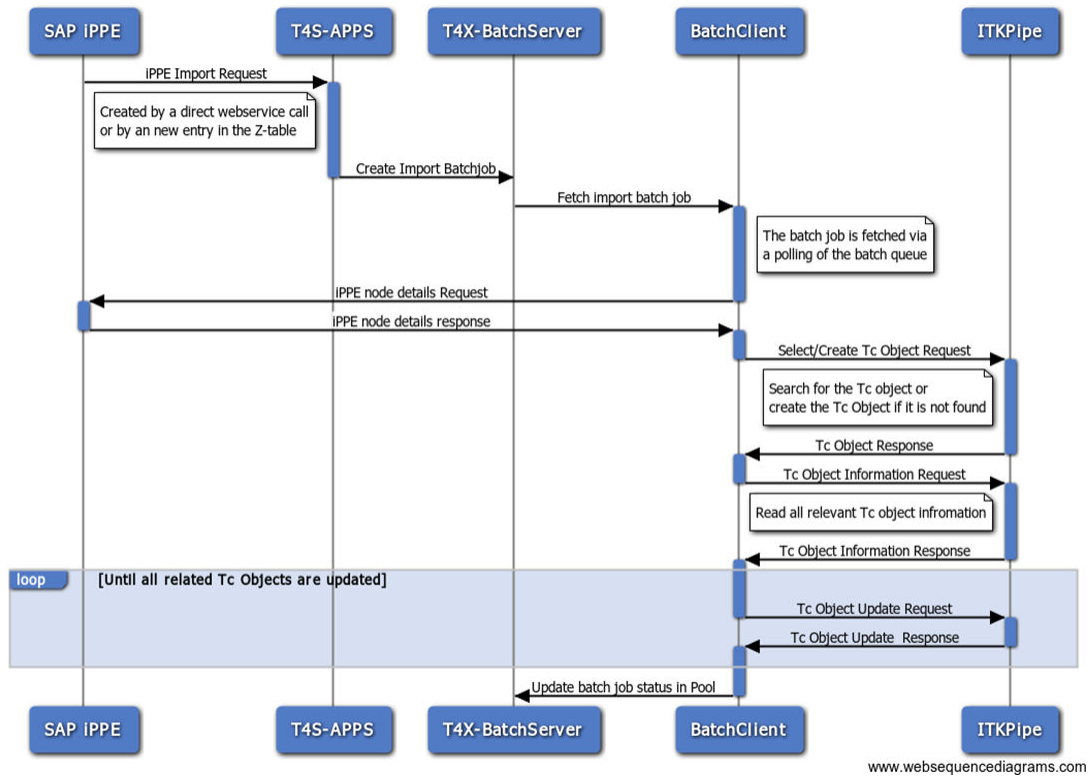 SAP iPPE
T4S-APPS
T4X-BatchServer
BatchClient
ITKPipe
iPPE Import Request
Created by a direct webservice call
or by an new entry in the Z-table
Create Import Batchjob
Fetch import batch job
The batch job is fetched via
a polling of the batch queue
iPPE node details Request
iPPE node details response
Select/Create Tc Object Request
Search for the Tc object or
create the Tc Object if it is not found
Tc Object Response
Tc Object Information Request
Read all relevant Tc object infromation
Tc Object Information Response
loop
[Until all related Tc Objects are updated]
Tc Object Update Request
Tc Object Update  Response
Update batch job status in Pool
SAP iPPE
T4S-APPS
T4X-BatchServer
BatchClient
ITKPipe
www.websequencediagrams.com